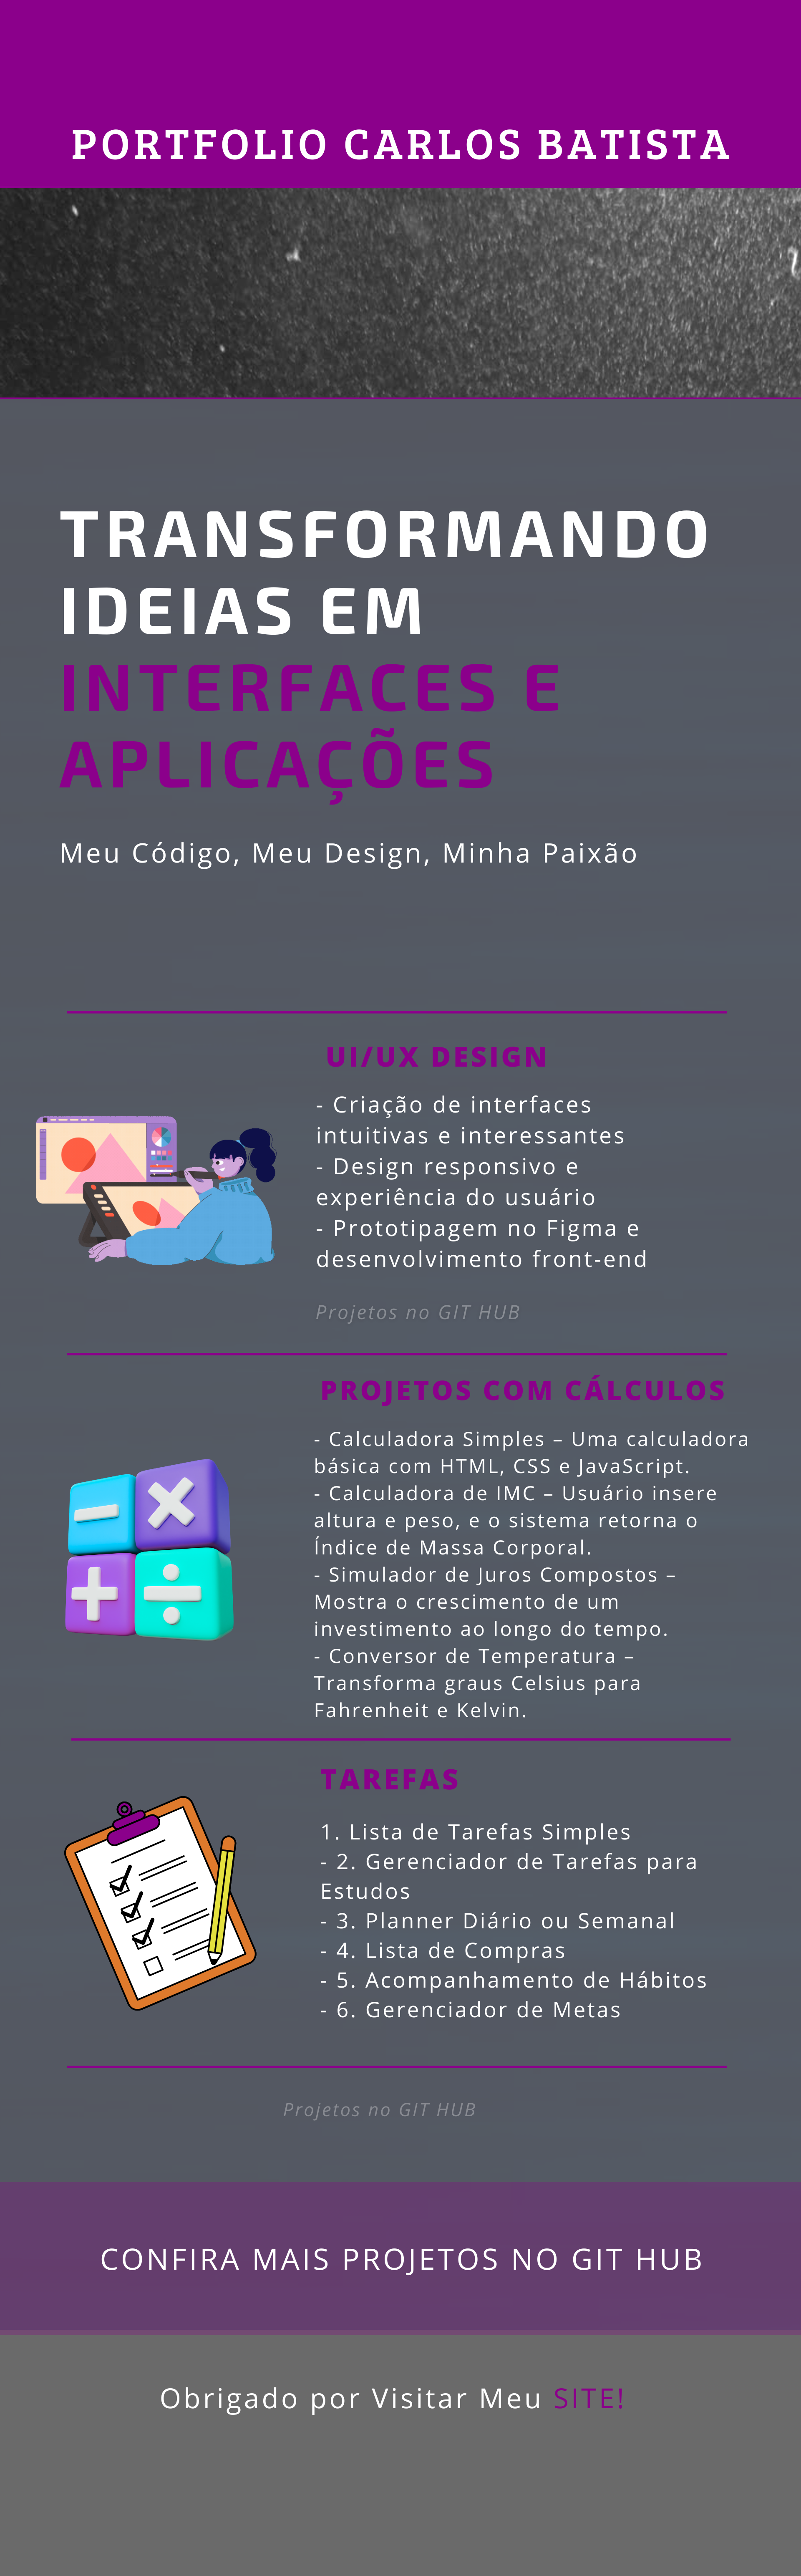 PORTFOLIO CARLOS BATISTA
TRANSFORMANDO
IDEIAS EM
INTERFACES E
APLICAÇÕES
Meu Código, Meu Design, Minha Paixão
UI/UX DESIGN
- Criação de interfaces
intuitivas e interessantes
- Design responsivo e
experiência do usuário
- Prototipagem no Figma e
desenvolvimento front-end
Projetos no GIT HUB
PROJETOS COM CÁLCULOS
- Calculadora Simples – Uma calculadora
básica com HTML, CSS e JavaScript.
- Calculadora de IMC – Usuário insere
altura e peso, e o sistema retorna o
Índice de Massa Corporal.
- Simulador de Juros Compostos –
Mostra o crescimento de um
investimento ao longo do tempo.
- Conversor de Temperatura –
Transforma graus Celsius para
Fahrenheit e Kelvin.
TAREFAS
1. Lista de Tarefas Simples
- 2. Gerenciador de Tarefas para
Estudos
- 3. Planner Diário ou Semanal
- 4. Lista de Compras
- 5. Acompanhamento de Hábitos
- 6. Gerenciador de Metas
Projetos no GIT HUB
CONFIRA MAIS PROJETOS NO GIT HUB
Obrigado por Visitar Meu SITE!